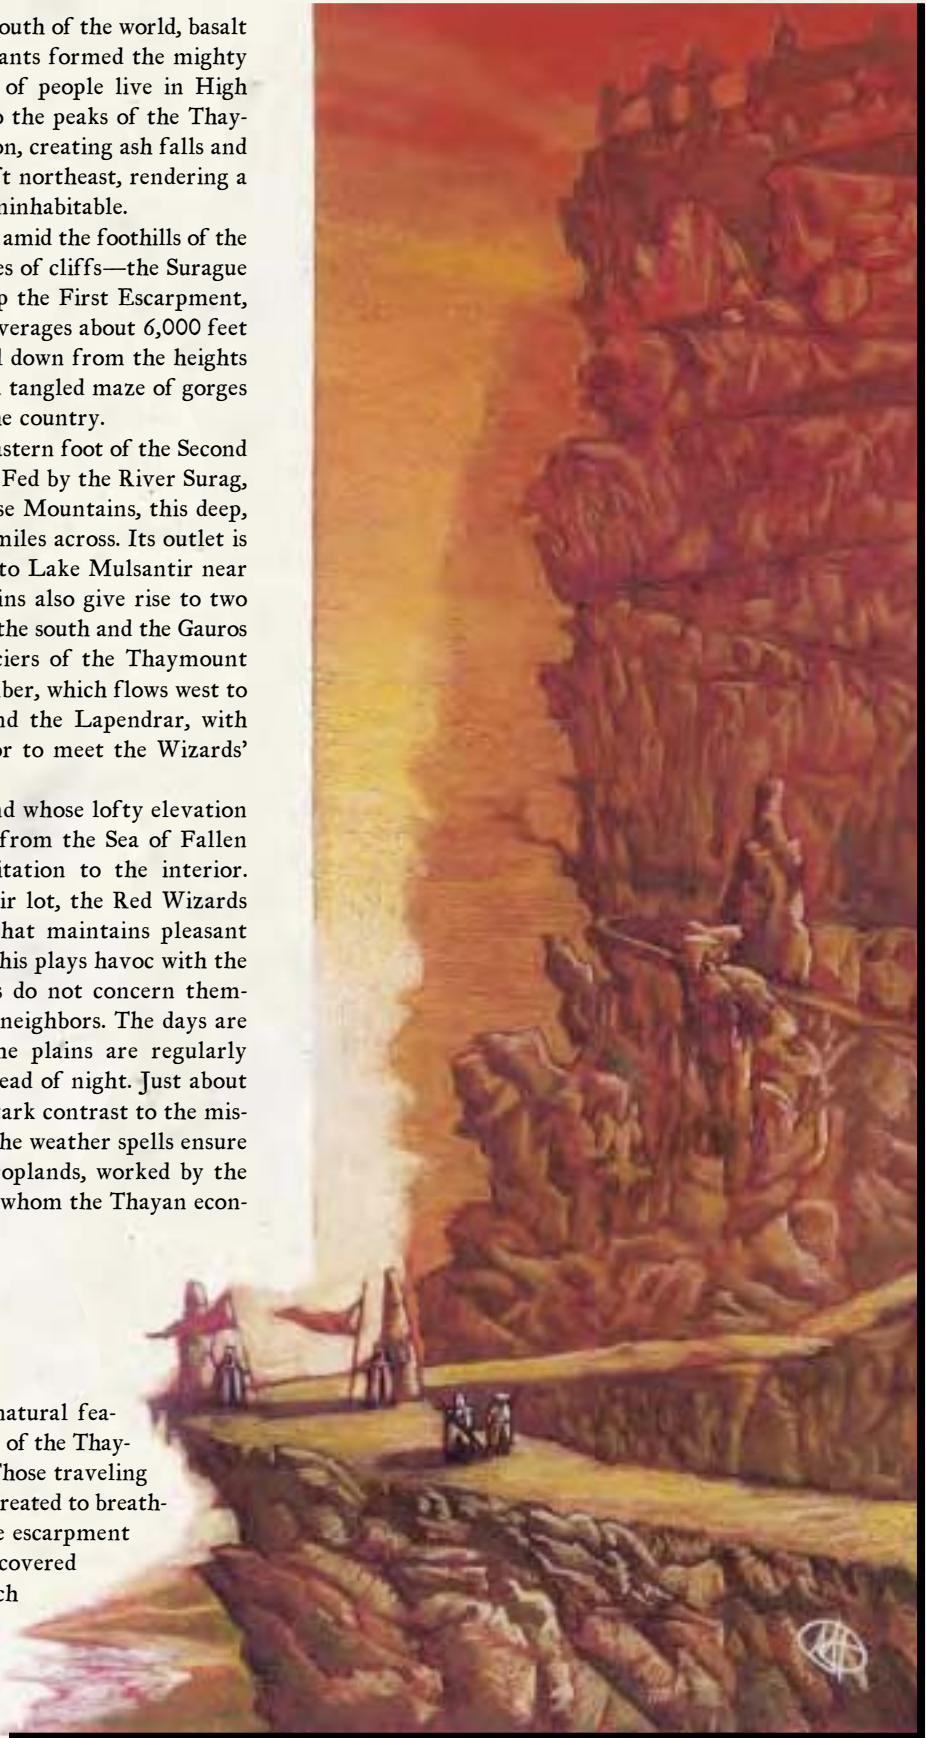 outh of the world, basalt
ants formed the mighty
of people live in High
o the peaks of the Thay-
on, creating ash falls and
ft northeast, rendering a
ninhabitable.
amid the foothills of the
es of cliffs—the Surague
p the First Escarpment,
verages about 6,000 feet
l down from the heights
tangled maze of gorges
ne country.
astern foot of the Second
Fed by the River Surag,
se Mountains, this deep,
miles across. Its outlet is
to Lake Mulsantir near
ins also give rise to two
the south and the Gauros
ciers of the Thaymount
ber, which flows west to
nd the Lapendrar, with
or to meet the Wizards’
nd whose lofty elevation
from the Sea of Fallen
itation to the interior.
ir lot, the Red Wizards
hat maintains pleasant
his plays havoc with the
s do not concern them-
neighbors. The days are
ne plains are regularly
ead of night. Just about
tark contrast to the mis-
he weather spells ensure
oplands, worked by the
whom the Thayan econ-
natural fea-
of the Thay-
Those traveling
reated to breath-
e escarpment
covered
ch